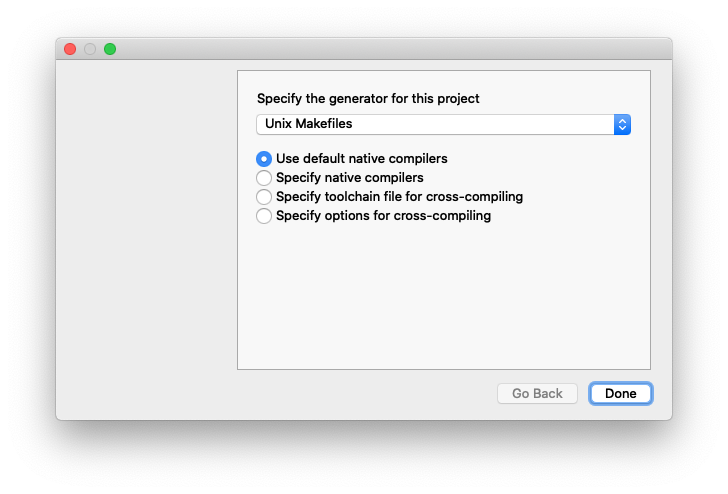 Specify the generator for this project
Unix Makefiles
Use default native compilers
Specify native compilers
Specify toolchain file for cross-compiling
Specify options for cross-compiling
Go Back
Done